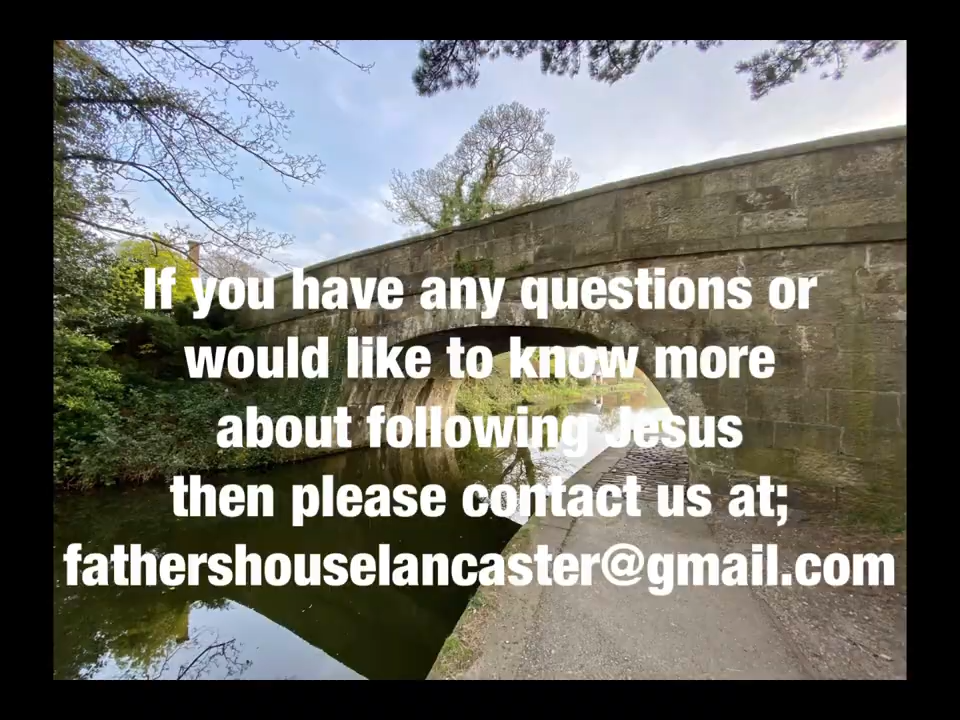 If you have any questions or
would like to know more
about following Jesus
then please contact us at;
fathershouselancaster@gmail.com